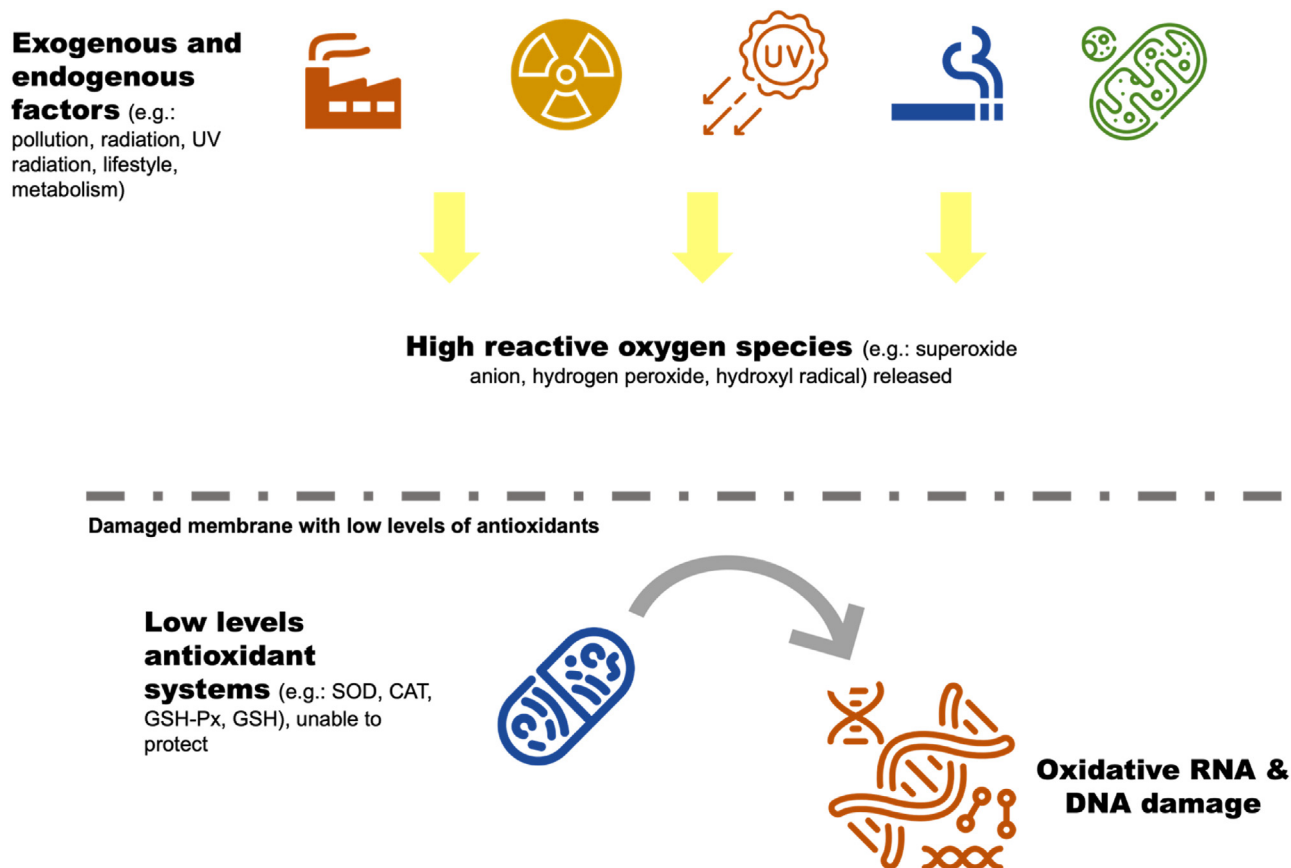 Exogenous and
endogenous
factors (e.g.:
pollution, radiation, UV
radiation, lifestyle,
metabolism)
UV
High reactive oxygen species (e.g.: superoxide
anion, hydrogen peroxide, hydroxyl radical) released
Damaged membrane with low levels of antioxidants
Low levels
antioxidant
systems (e.g.: SOD, CAT,
GSH-Px, GSH), unable to
protect
Oxidative RNA &
DNA damage